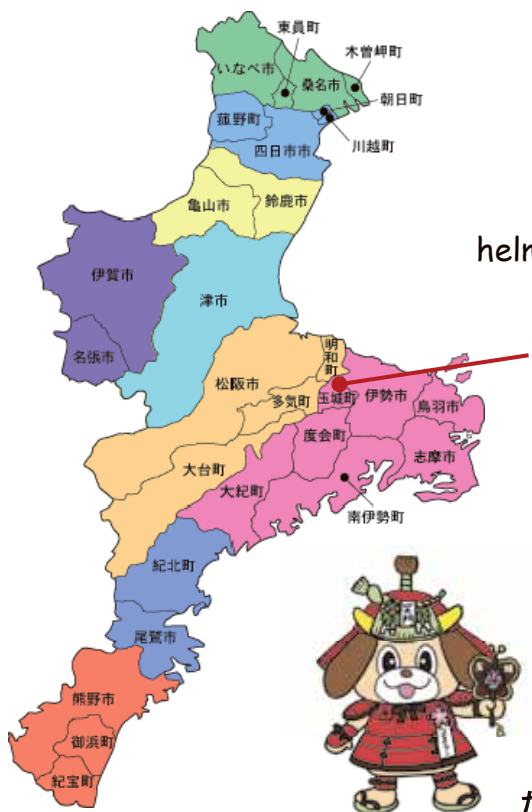 東員町
木曽岬町
いなべ市
桑名市
朝日町
菰野町
川越町
四日市市
亀山市
鈴鹿市
伊賀市
津市
名張市
明和町
松阪市
多気町
玉城町
伊勢市
鳥羽市
度会町
志摩市
大台町
大紀町
南伊勢町
紀北町
尾鷲市
熊野市
御浜町
紀宝町